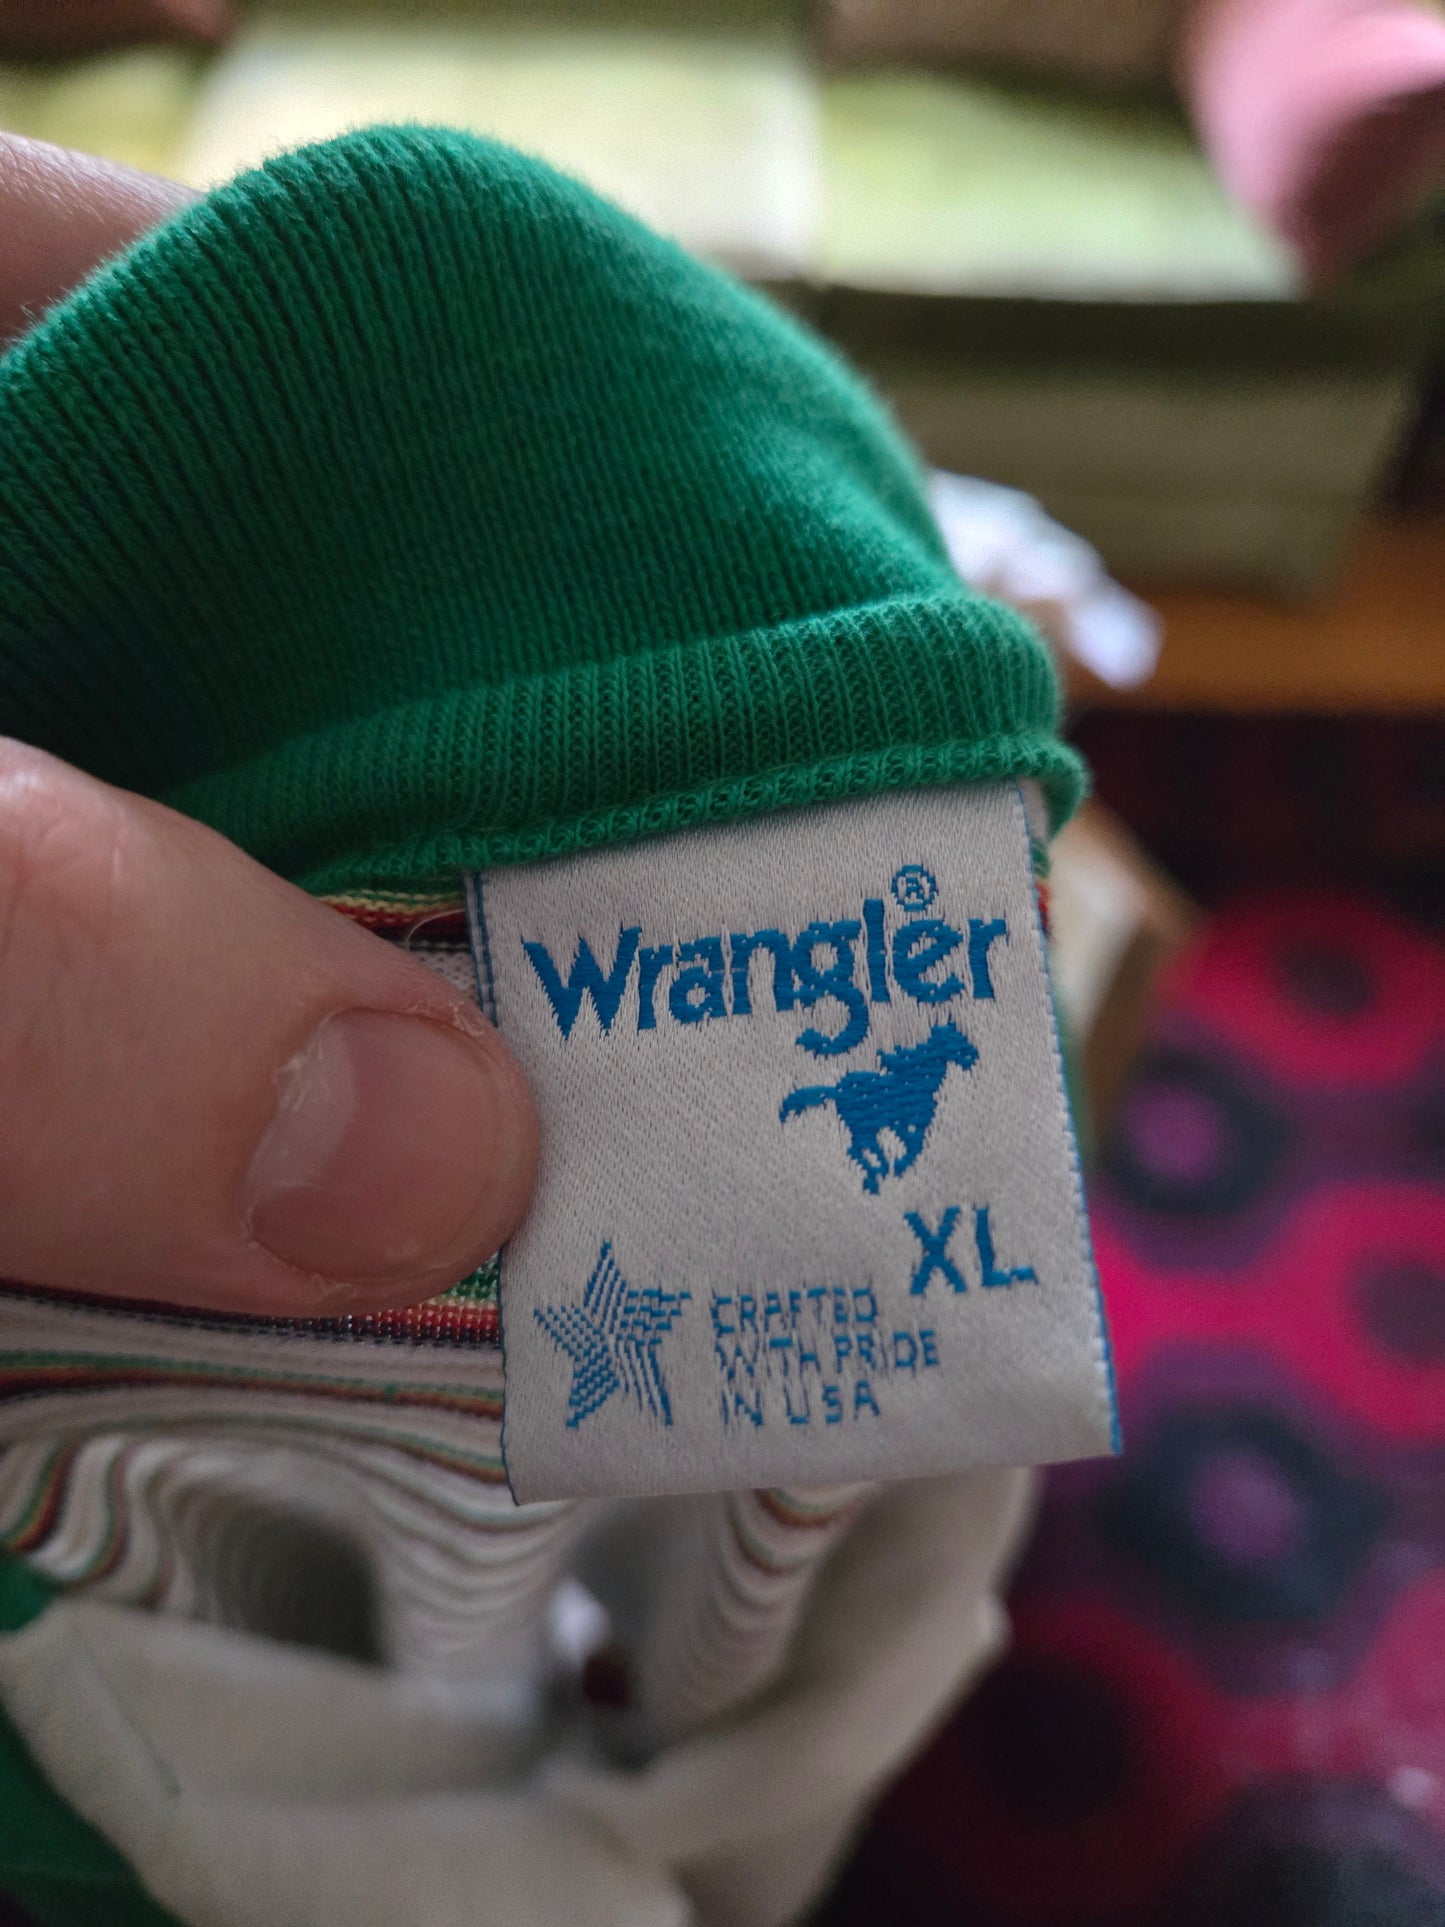 Wrangler®
XL
CRAFTED
WITH PRIDE
IN USA